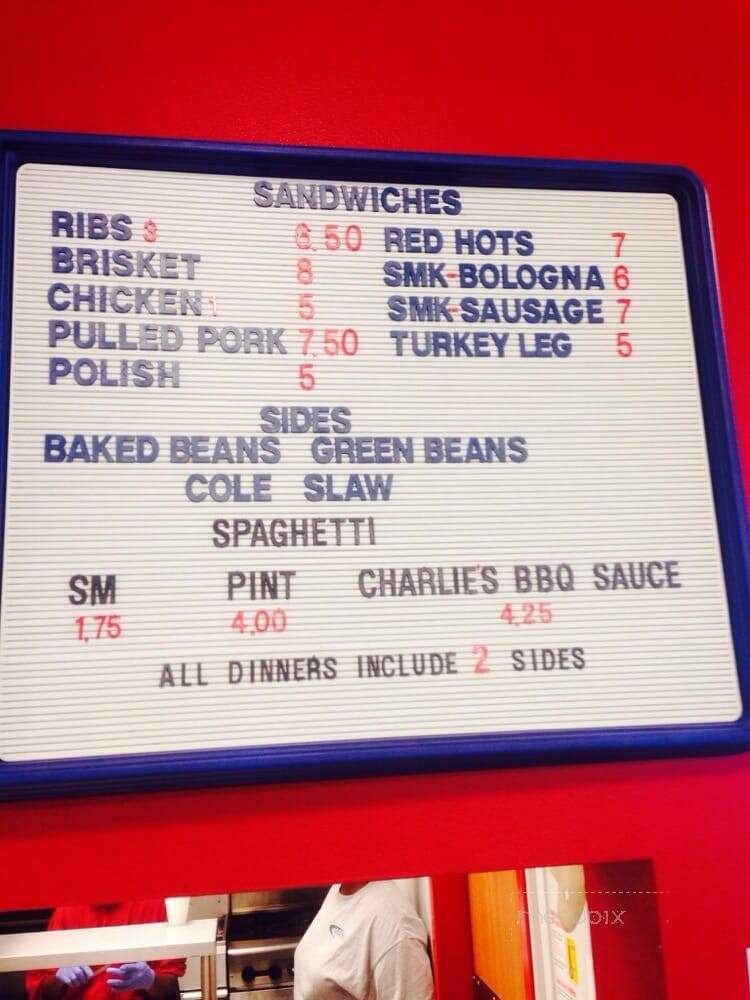 SANDWICHES
RIBS 3 6.50 RED HOTS 7
BRISKET 8 SMK-BOLOGNA 6
CHICKEN 1 5 SMK-SAUSAGE 7
PULLED PORK 7.50 TURKEY LEG 5
POLISH 5
SIDES
BAKED BEANS GREEN BEANS
COLE SLAW
SPAGHETTI
SM PINT CHARLIE'S BBQ SAUCE
1,75 4,00 4,25
ALL DINNERS INCLUDE 2 SIDES